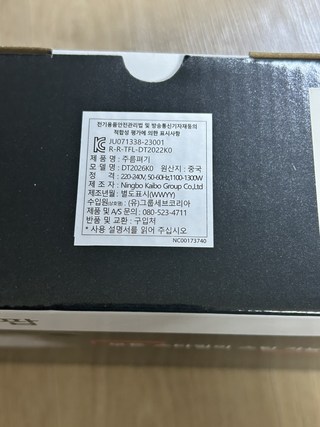 전기용품안전관리법 및 방송통신기자재등의
적합성 평가에 의한 표시사항
JU071338-23001
R-R-TFL-DT2022K0
제 품 명 : 주름펴기
모 델 명 : DT2026K0 원산지 : 중국
정 격 : 220-240V, 50-60Hz,1100-1300W
제 조 자 : Ningbo Kaibo Group Co.,Ltd
제조년월 : 별도표시(WWYY)
수입원(상호명) : (유)그룹세브코리아
제품 및 A/S 문의 : 080-523-4711
반품 및 교환 : 구입처
* 사용 설명서를 읽어 주십시오
NC00173740